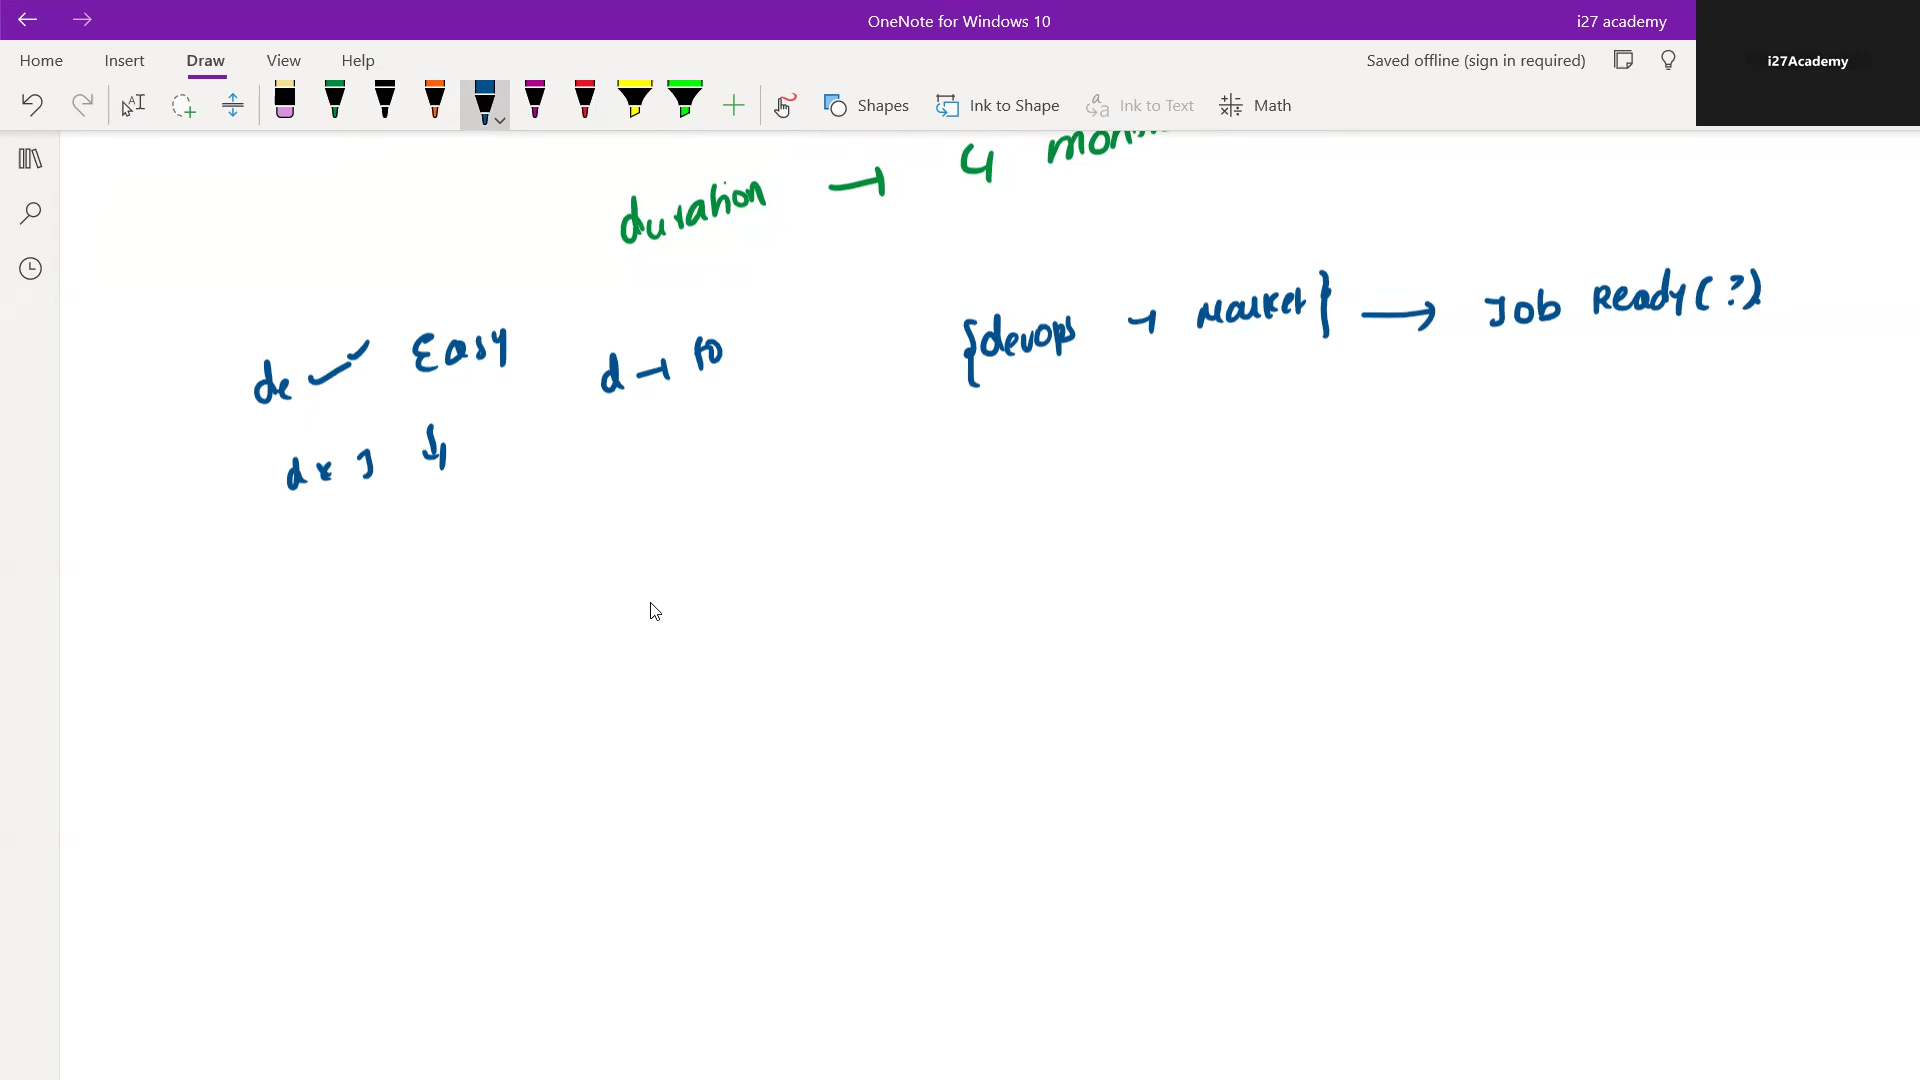 OneNote for Windows 10
i27 academy
Home Insert Draw View Help
Saved offline (sign in required)
i27Academy
Shapes Ink to Shape Ink to Text Math
duration → 4
{devops → Market} → Job Ready(?)
de ✓ Easy d → 10
d x